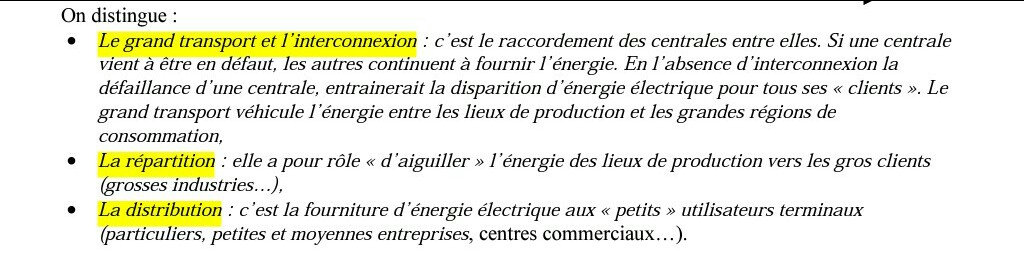 On distingue :
• Le grand transport et l'interconnexion : c'est le raccordement des centrales entre elles. Si une centrale
vient à être en défaut, les autres continuent à fournir l'énergie. En l'absence d'interconnexion la
défaillance d'une centrale, entrainerait la disparition d'énergie électrique pour tous ses « clients ». Le
grand transport véhicule l'énergie entre les lieux de production et les grandes régions de
consommation,
• La répartition : elle a pour rôle « d'aiguiller » l'énergie des lieux de production vers les gros clients
(grosses industries…),
• La distribution : c'est la fourniture d'énergie électrique aux « petits » utilisateurs terminaux
(particuliers, petites et moyennes entreprises, centres commerciaux…).